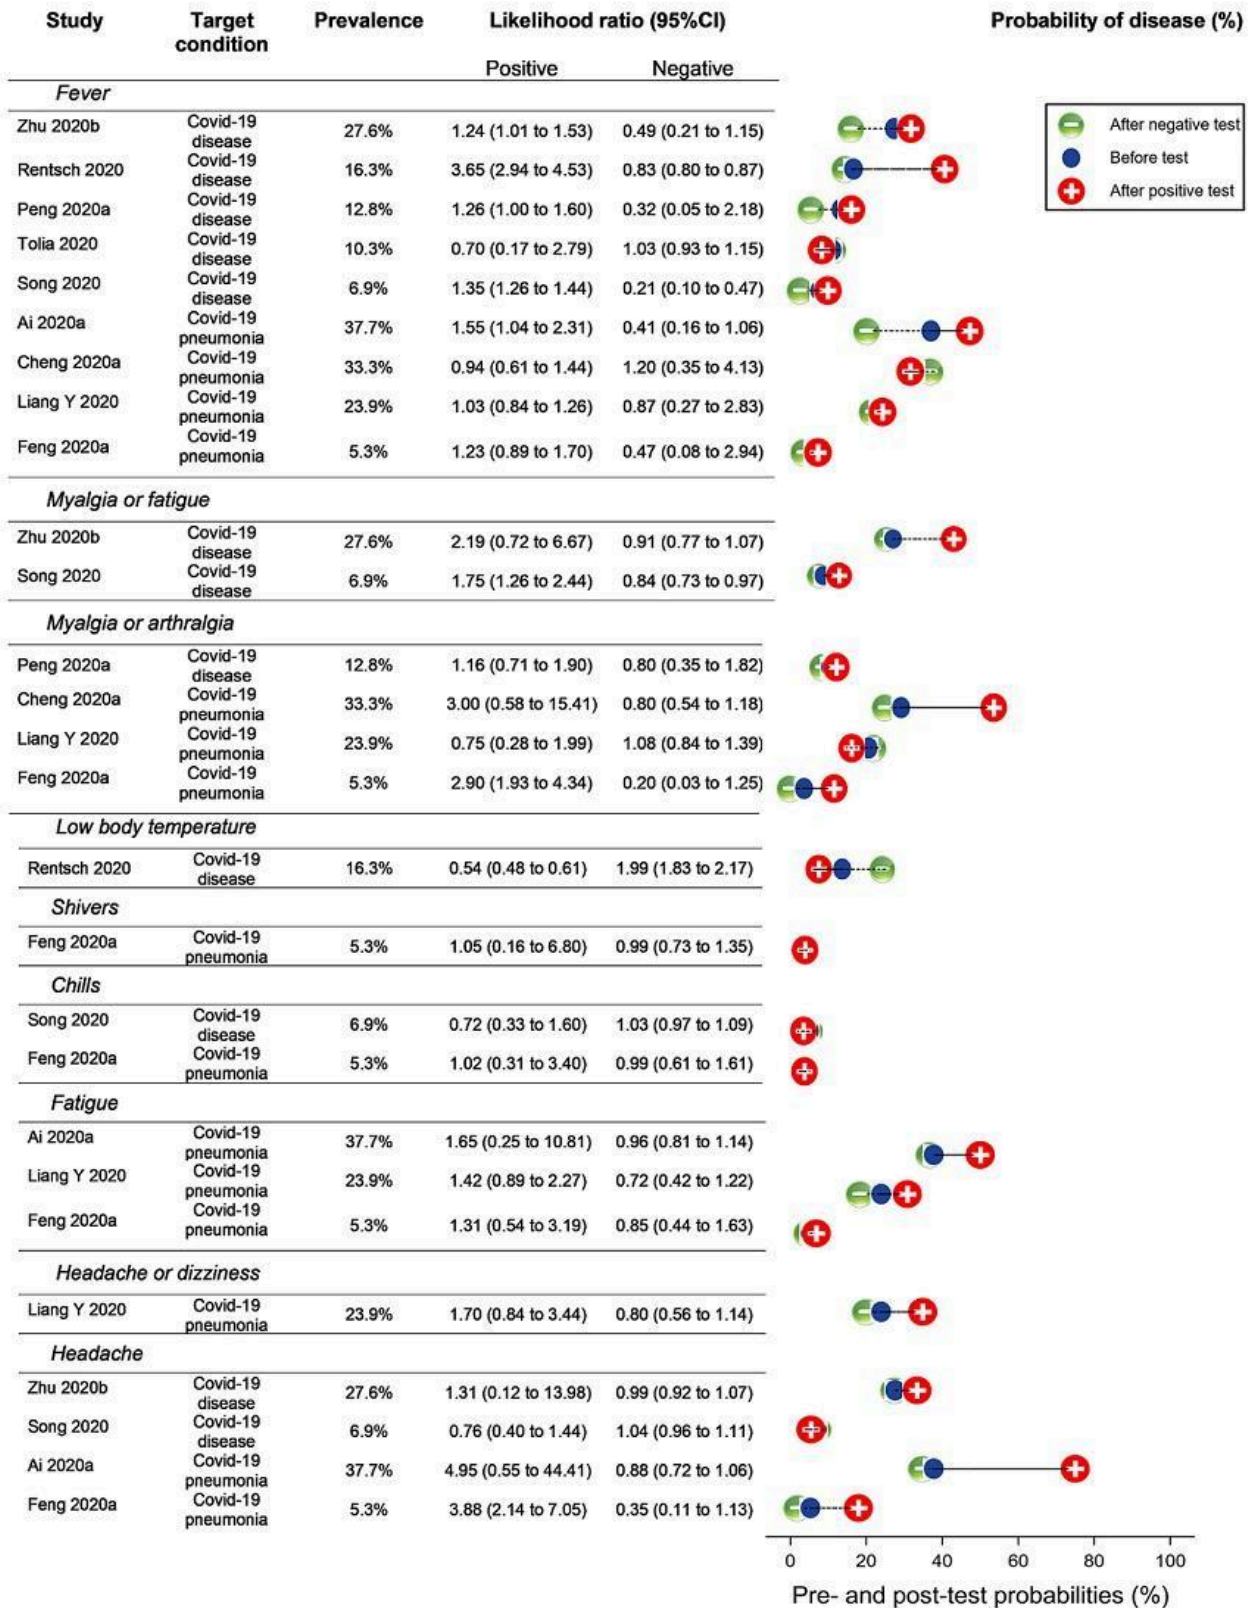 Study Target condition Prevalence Likelihood ratio (95%CI) Probability of disease (%)
Positive Negative
Fever
Zhu 2020b Covid-19 disease 27.6% 1.24 (1.01 to 1.53) 0.49 (0.21 to 1.15)
Rentsch 2020 Covid-19 disease 16.3% 3.65 (2.94 to 4.53) 0.83 (0.80 to 0.87)
Peng 2020a Covid-19 disease 12.8% 1.26 (1.00 to 1.60) 0.32 (0.05 to 2.18)
Tolia 2020 Covid-19 disease 10.3% 0.70 (0.17 to 2.79) 1.03 (0.93 to 1.15)
Song 2020 Covid-19 disease 6.9% 1.35 (1.26 to 1.44) 0.21 (0.10 to 0.47)
Ai 2020a Covid-19 pneumonia 37.7% 1.55 (1.04 to 2.31) 0.41 (0.16 to 1.06)
Cheng 2020a Covid-19 pneumonia 33.3% 0.94 (0.61 to 1.44) 1.20 (0.35 to 4.13)
Liang Y 2020 Covid-19 pneumonia 23.9% 1.03 (0.84 to 1.26) 0.87 (0.27 to 2.83)
Feng 2020a Covid-19 pneumonia 5.3% 1.23 (0.89 to 1.70) 0.47 (0.08 to 2.94)
After negative test
Before test
After positive test
Myalgia or fatigue
Zhu 2020b Covid-19 disease 27.6% 2.19 (0.72 to 6.67) 0.91 (0.77 to 1.07)
Song 2020 Covid-19 disease 6.9% 1.75 (1.26 to 2.44) 0.84 (0.73 to 0.97)
Myalgia or arthralgia
Peng 2020a Covid-19 disease 12.8% 1.16 (0.71 to 1.90) 0.80 (0.35 to 1.82)
Cheng 2020a Covid-19 pneumonia 33.3% 3.00 (0.58 to 15.41) 0.80 (0.54 to 1.18)
Liang Y 2020 Covid-19 pneumonia 23.9% 0.75 (0.28 to 1.99) 1.08 (0.84 to 1.39)
Feng 2020a Covid-19 pneumonia 5.3% 2.90 (1.93 to 4.34) 0.20 (0.03 to 1.25)
Low body temperature
Rentsch 2020 Covid-19 disease 16.3% 0.54 (0.48 to 0.61) 1.99 (1.83 to 2.17)
Shivers
Feng 2020a Covid-19 pneumonia 5.3% 1.05 (0.16 to 6.80) 0.99 (0.73 to 1.35)
Chills
Song 2020 Covid-19 disease 6.9% 0.72 (0.33 to 1.60) 1.03 (0.97 to 1.09)
Feng 2020a Covid-19 pneumonia 5.3% 1.02 (0.31 to 3.40) 0.99 (0.61 to 1.61)
Fatigue
Ai 2020a Covid-19 pneumonia 37.7% 1.65 (0.25 to 10.81) 0.96 (0.81 to 1.14)
Liang Y 2020 Covid-19 pneumonia 23.9% 1.42 (0.89 to 2.27) 0.72 (0.42 to 1.22)
Feng 2020a Covid-19 pneumonia 5.3% 1.31 (0.54 to 3.19) 0.85 (0.44 to 1.63)
Headache or dizziness
Liang Y 2020 Covid-19 pneumonia 23.9% 1.70 (0.84 to 3.44) 0.80 (0.56 to 1.14)
Headache
Zhu 2020b Covid-19 disease 27.6% 1.31 (0.12 to 13.98) 0.99 (0.92 to 1.07)
Song 2020 Covid-19 disease 6.9% 0.76 (0.40 to 1.44) 1.04 (0.96 to 1.11)
Ai 2020a Covid-19 pneumonia 37.7% 4.95 (0.55 to 44.41) 0.88 (0.72 to 1.06)
Feng 2020a Covid-19 pneumonia 5.3% 3.88 (2.14 to 7.05) 0.35 (0.11 to 1.13)
0 20 40 60 80 100
Pre- and post-test probabilities (%)